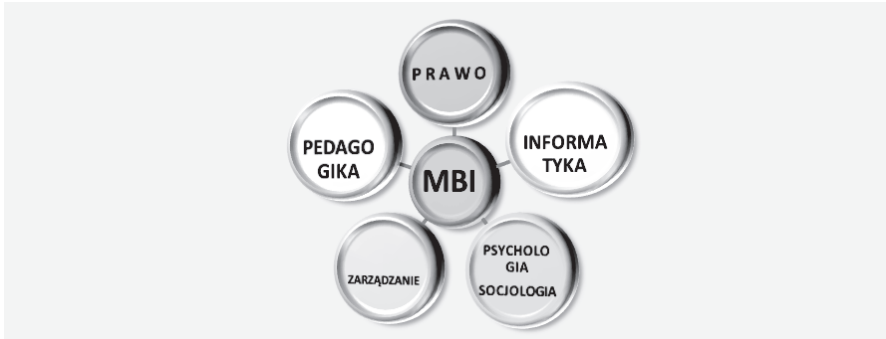 PRAWO
PEDAGO
GIKA
INFORMA
TYKA
MBI
ZARZĄDZANIE
PSYCHOLO
GIA
SOCJOLOGIA